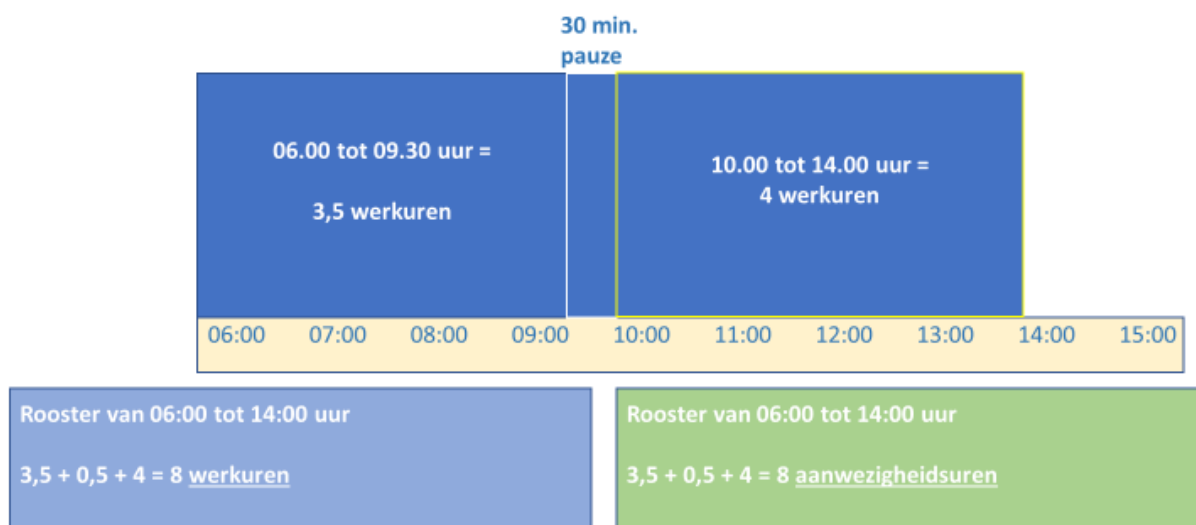 30 min.
pauze
06.00 tot 09.30 uur =
3,5 werkuren
10.00 tot 14.00 uur =
4 werkuren
06:00 07:00 08:00 09:00 10:00 11:00 12:00 13:00 14:00 15:00
Rooster van 06:00 tot 14:00 uur
3,5 + 0,5 + 4 = 8 werkuren
Rooster van 06:00 tot 14:00 uur
3,5 + 0,5 + 4 = 8 aanwezigheidsuren